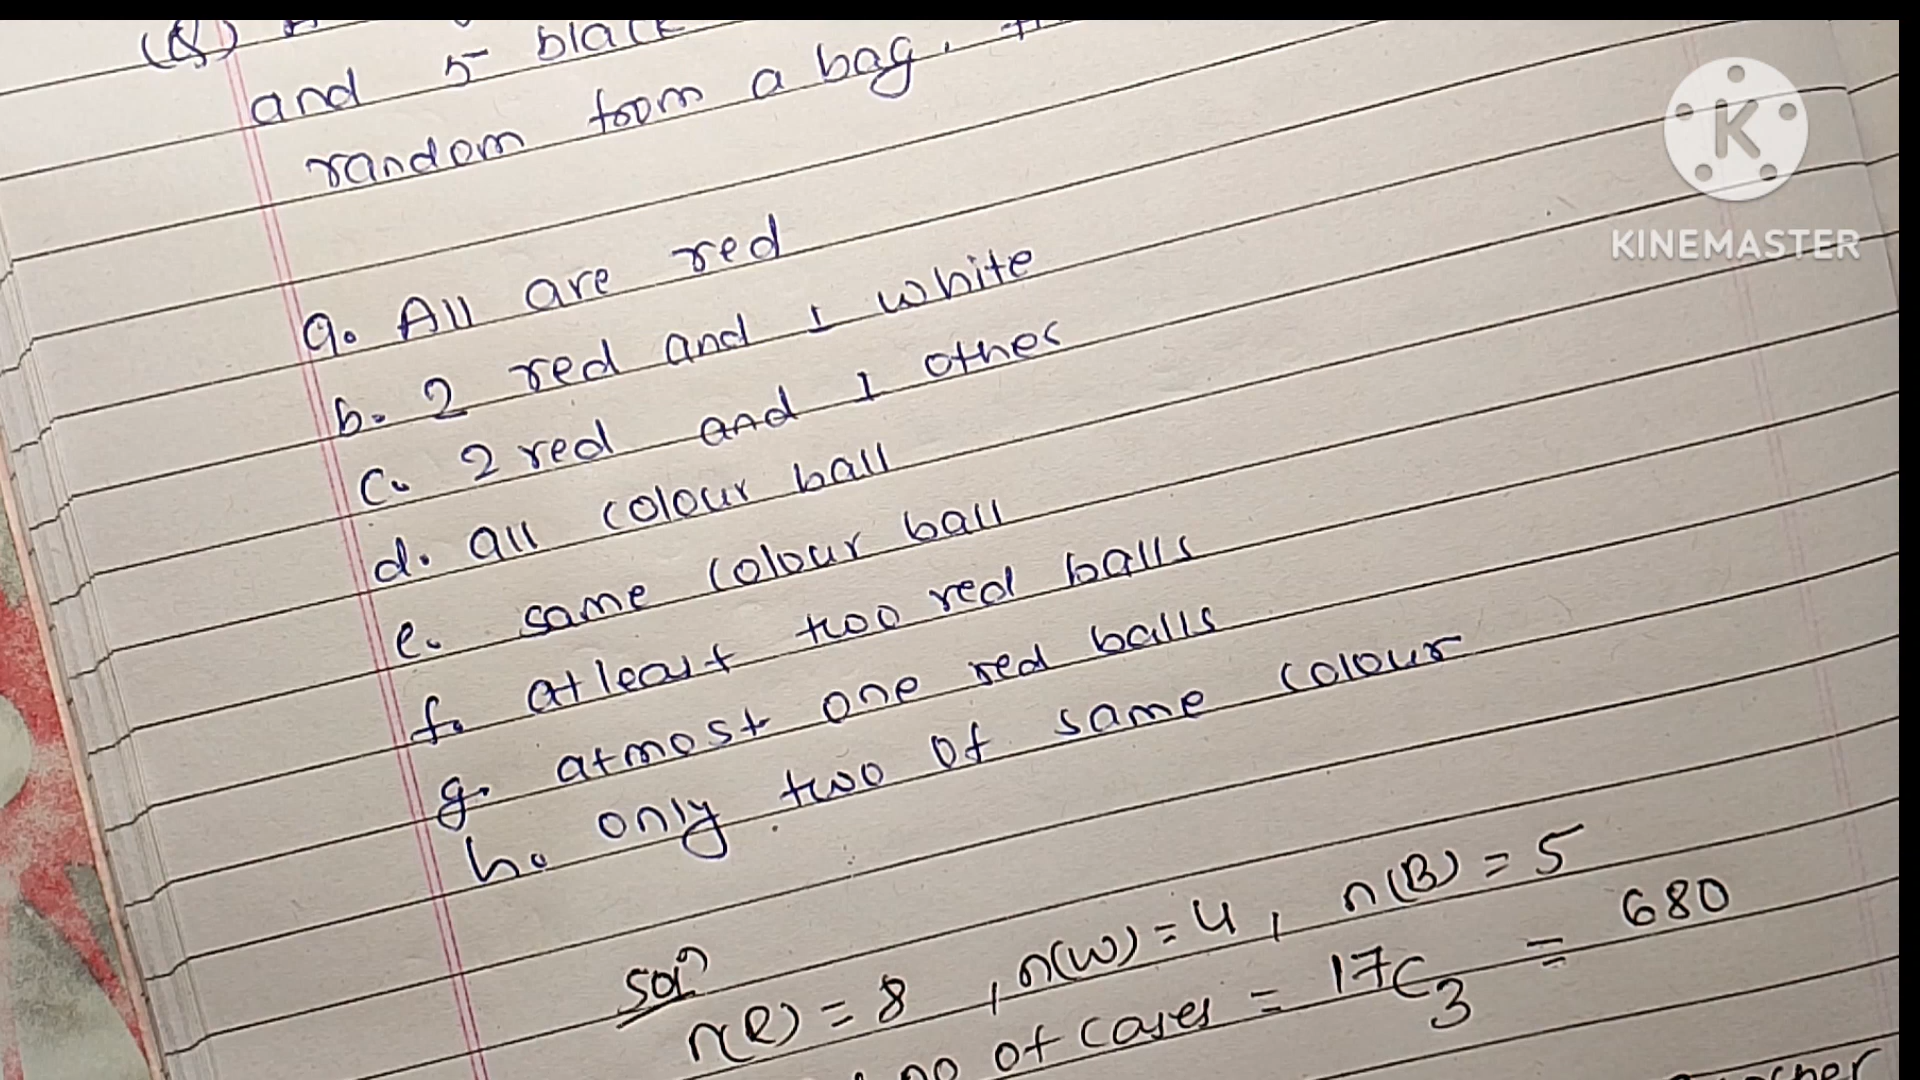 (Q)
and 5 black
random from a bag.
KINEMASTER
a. All are red
b. 2 red and 1 white
c. 2 red and 1 other
d. all colour ball
e. same colour ball
f. atleast two red balls
g. atmost one red balls
h. only two of same colour
Solⁿ
n(R) = 8 , n(W) = 4 , n(B) = 5
no of cases = 17C3 = 680